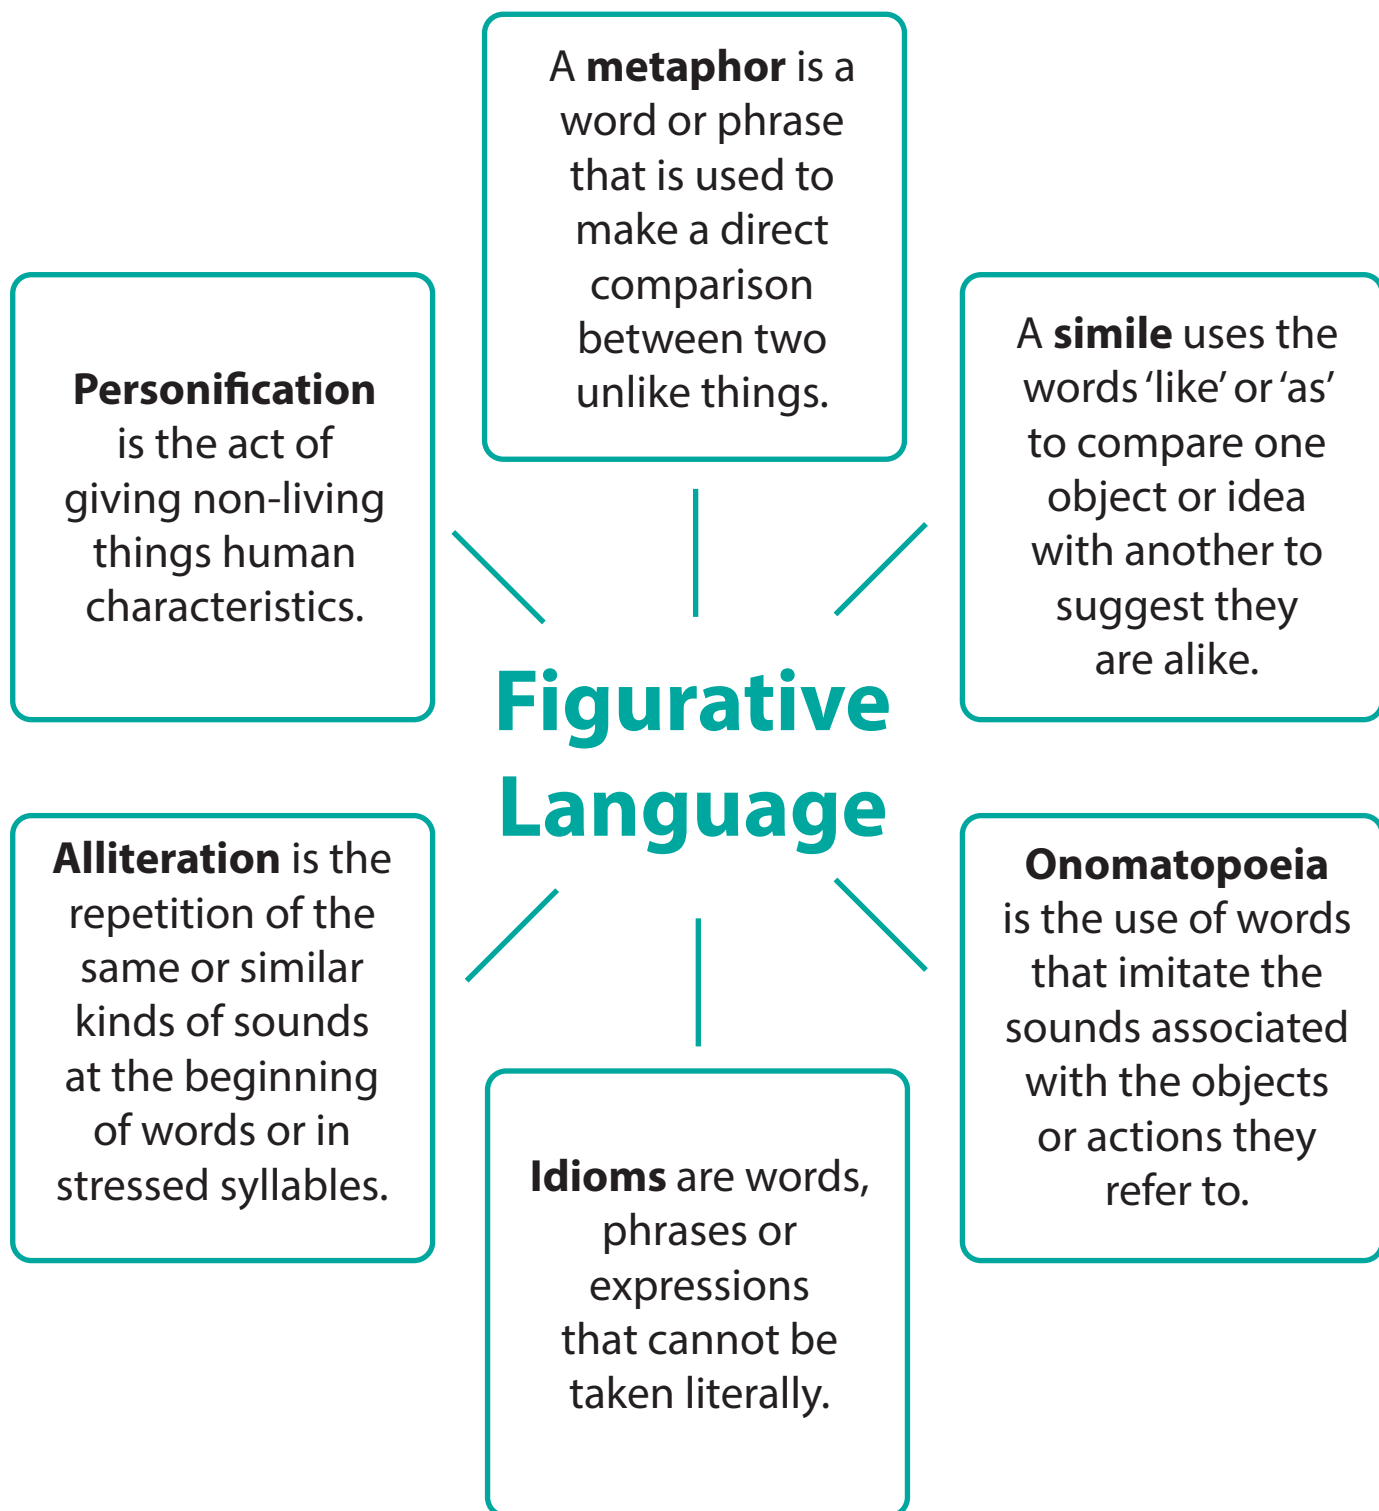 A metaphor is a
word or phrase
that is used to
make a direct
comparison
between two
unlike things.
Personification
is the act of
giving non-living
things human
characteristics.
A simile uses the
words ‘like’ or ‘as’
to compare one
object or idea
with another to
suggest they
are alike.
Figurative
Language
Alliteration is the
repetition of the
same or similar
kinds of sounds
at the beginning
of words or in
stressed syllables.
Onomatopoeia
is the use of words
that imitate the
sounds associated
with the objects
or actions they
refer to.
Idioms are words,
phrases or
expressions
that cannot be
taken literally.